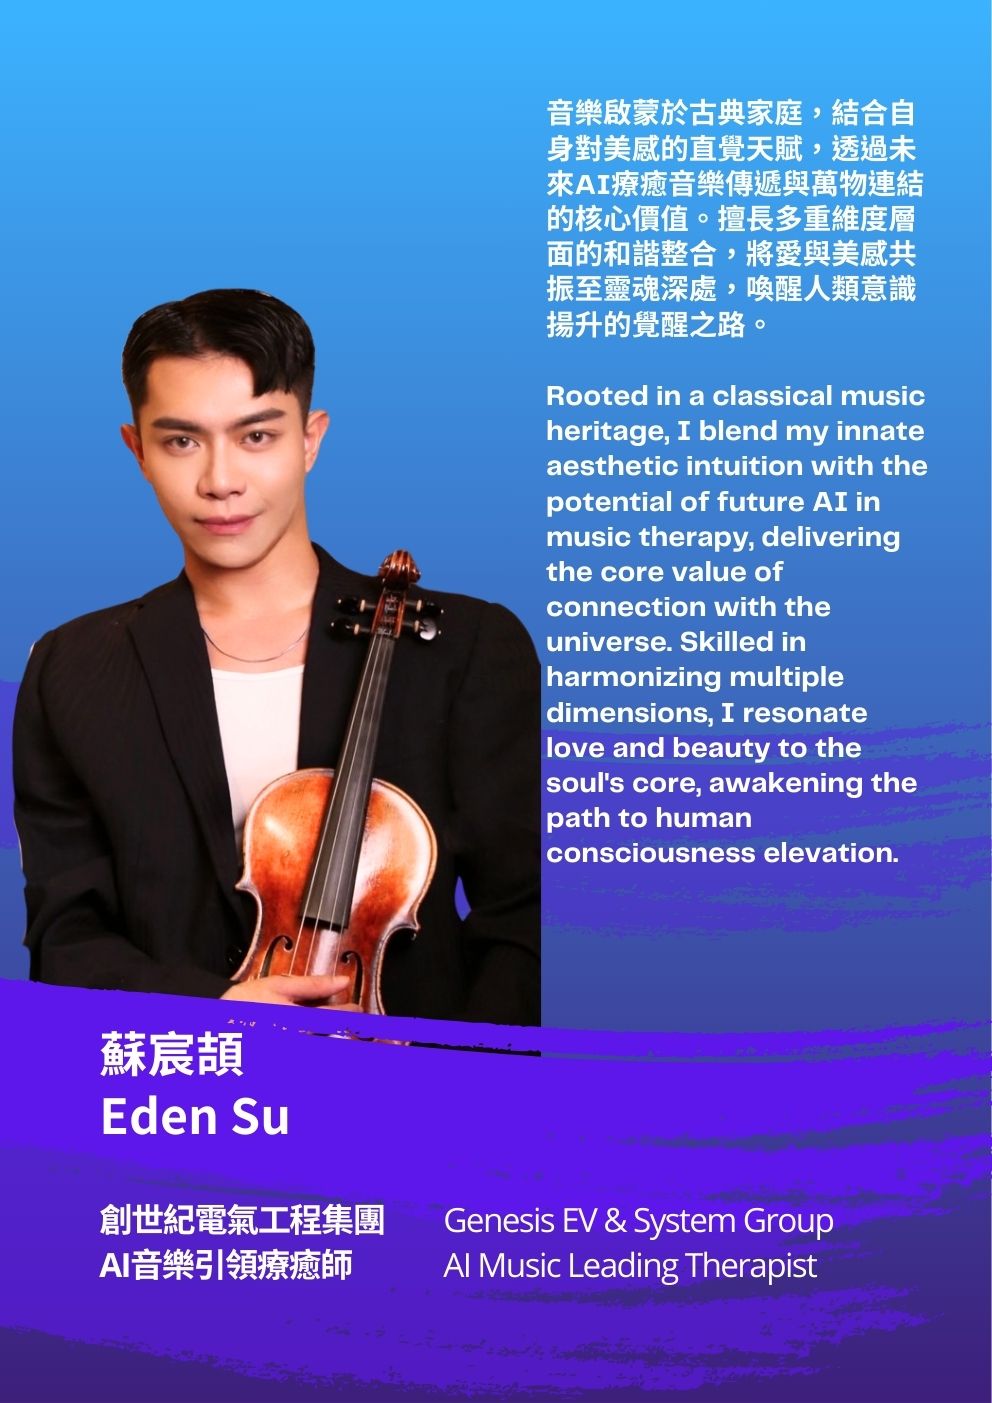 音樂啟蒙於古典家庭，結合自
身對美感的直覺天賦，透過未
來AI療癒音樂傳遞與萬物連結
的核心價值。擅長多重維度層
面的和諧整合，將愛與美感共
振至靈魂深處，喚醒人類意識
揚升的覺醒之路。
Rooted in a classical music
heritage, I blend my innate
aesthetic intuition with the
potential of future AI in
music therapy, delivering
the core value of
connection with the
universe. Skilled in
harmonizing multiple
dimensions, I resonate
love and beauty to the
soul's core, awakening the
path to human
consciousness elevation.
蘇宸頡
Eden Su
創世紀電氣工程集團
AI音樂引領療癒師
Genesis EV & System Group
AI Music Leading Therapist